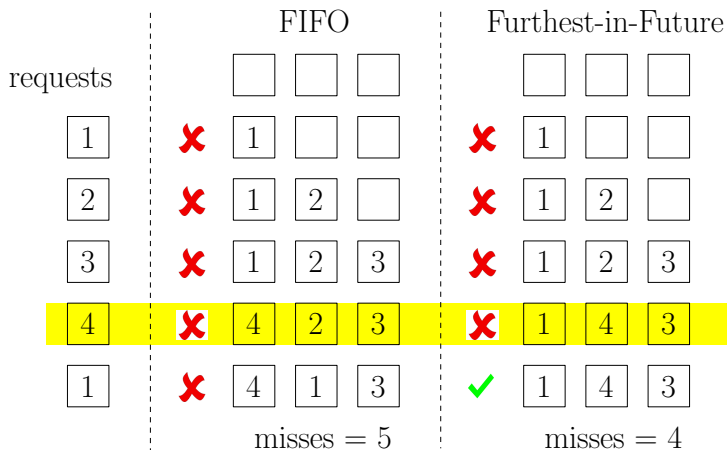 FIFO Furthest-in-Future
requests
1 1 1
2 1 2 1 2
3 1 2 3 1 2 3
4 4 2 3 1 4 3
1 4 1 3 1 4 3
misses = 5 misses = 4